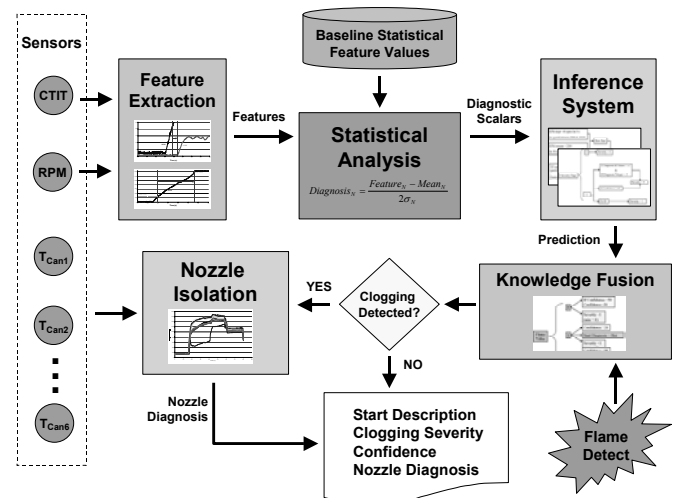 Sensors
CTIT
RPM
TCan1
TCan2
TCan6
Feature
Extraction
Features
Baseline Statistical
Feature Values
Statistical
Analysis
DiagnosisN = FeatureN − MeanN
2σN
Diagnostic
Scalars
Inference
System
Prediction
Knowledge Fusion
Flame
Detect
Clogging
Detected?
YES
NO
Nozzle
Isolation
Nozzle
Diagnosis
Start Description
Clogging Severity
Confidence
Nozzle Diagnosis